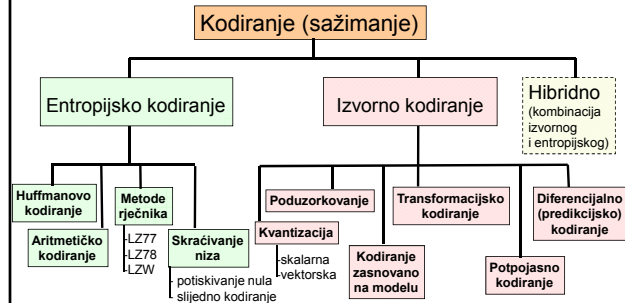 Kodiranje (sažimanje)
Entropijsko kodiranje
Izvorno kodiranje
Hibridno
(kombinacija
izvornog
i entropijskog)
Huffmanovo
kodiranje
Aritmetičko
kodiranje
Metode
rječnika
-LZ77
-LZ78
-LZW
Skraćivanje
niza
- potiskivanje nula
- slijedno kodiranje
Poduzorkovanje
Kvantizacija
-skalarna
-vektorska
Kodiranje
zasnovano
na modelu
Transformacijsko
kodiranje
Potpojasno
kodiranje
Diferencijalno
(predikcijsko)
kodiranje